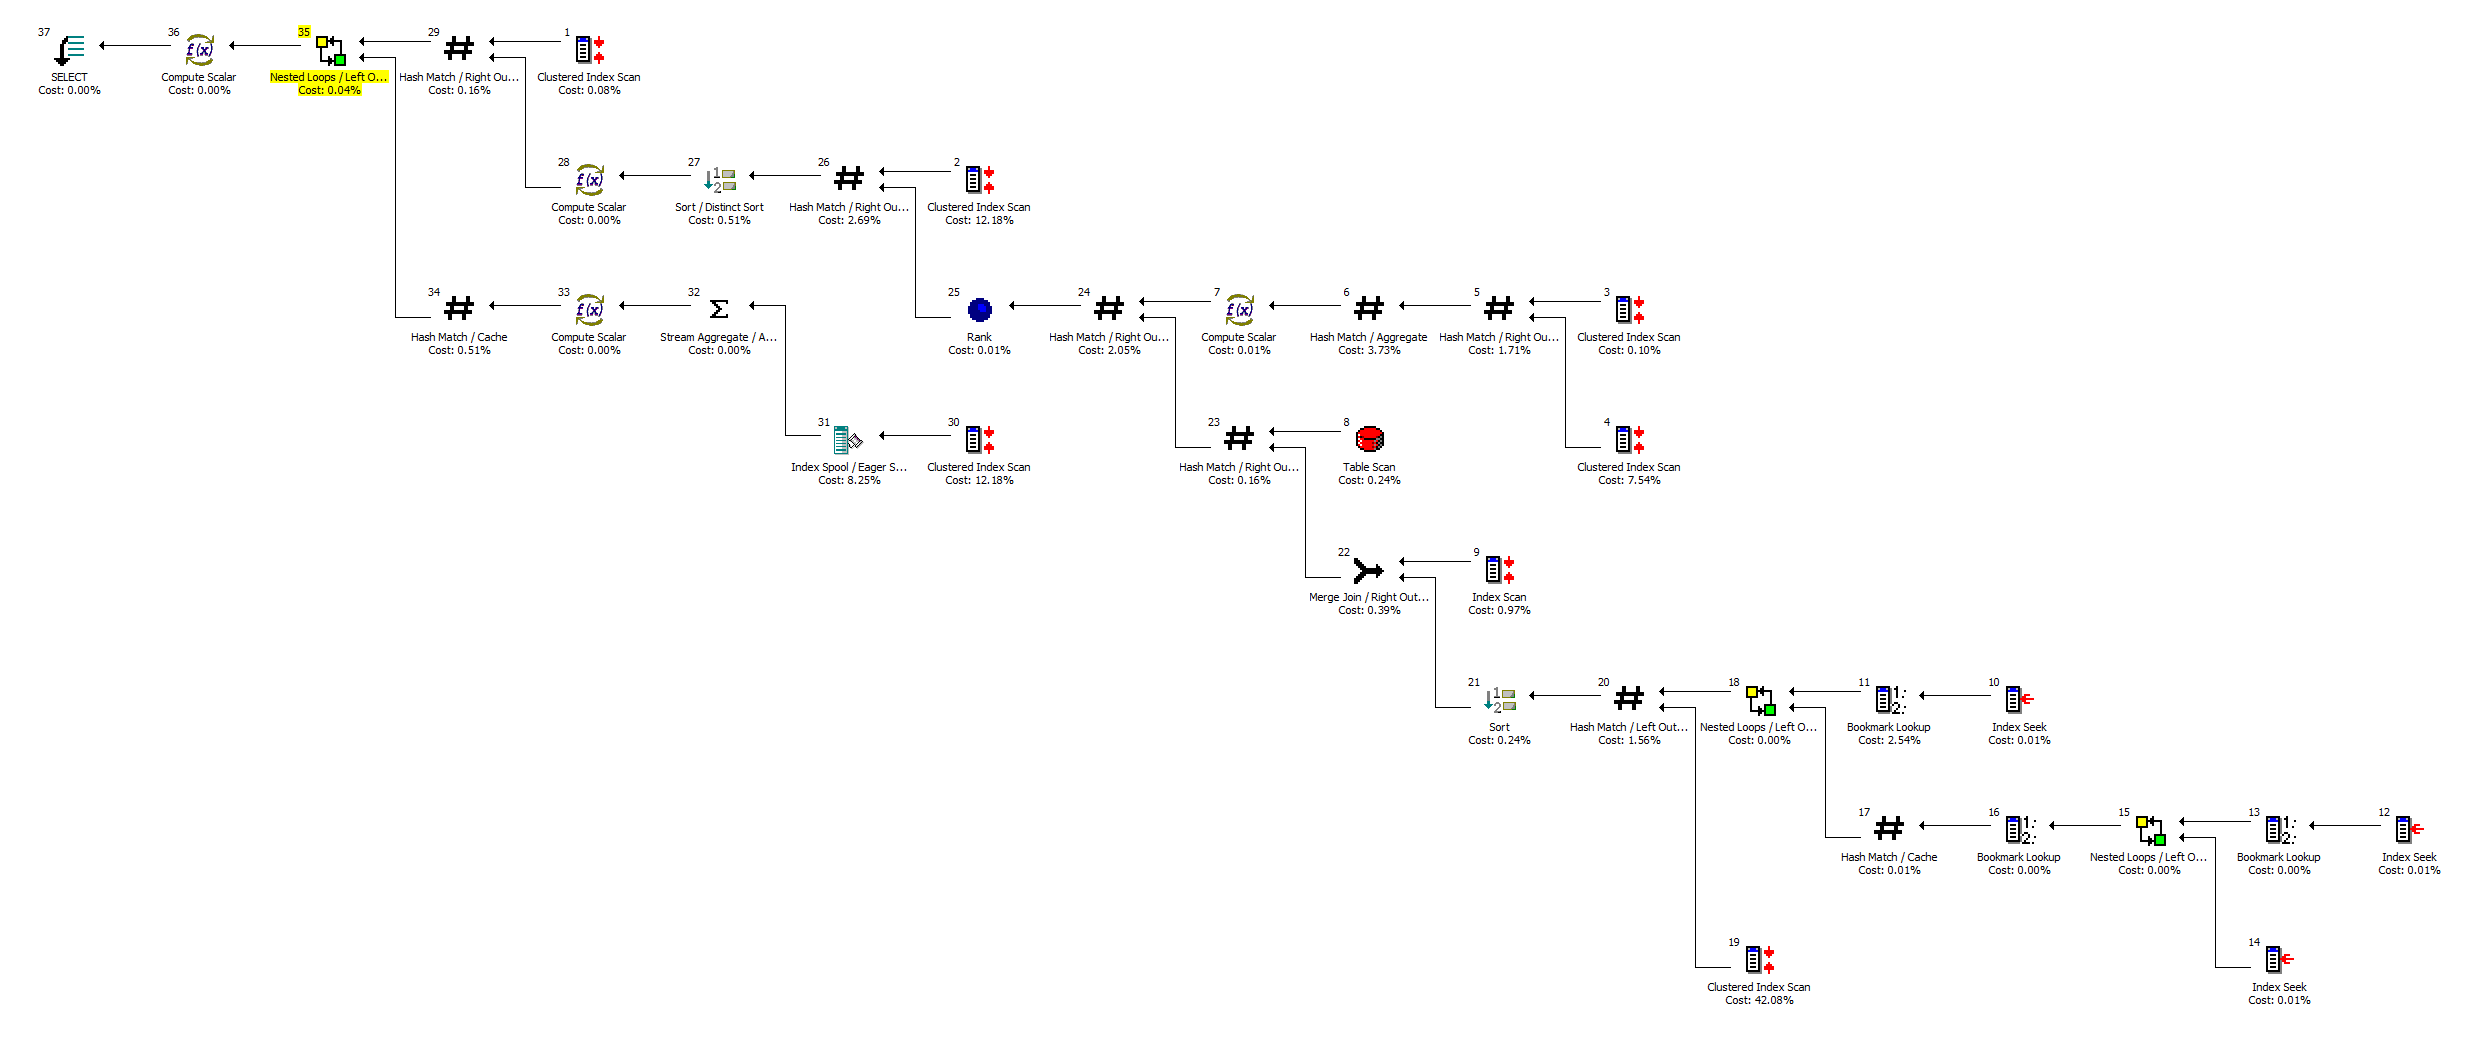 37
SELECT
Cost: 0.00%
36
Compute Scalar
Cost: 0.00%
35
Nested Loops / Left O...
Cost: 0.04%
29
Hash Match / Right Ou...
Cost: 0.16%
1
Clustered Index Scan
Cost: 0.08%
28
Compute Scalar
Cost: 0.00%
27
Sort / Distinct Sort
Cost: 0.51%
26
Hash Match / Right Ou...
Cost: 2.69%
2
Clustered Index Scan
Cost: 12.18%
34
Hash Match / Cache
Cost: 0.51%
33
Compute Scalar
Cost: 0.00%
32
Stream Aggregate / A...
Cost: 0.00%
25
Rank
Cost: 0.01%
24
Hash Match / Right Ou...
Cost: 2.05%
7
Compute Scalar
Cost: 0.01%
6
Hash Match / Aggregate
Cost: 3.73%
5
Hash Match / Right Ou...
Cost: 1.71%
3
Clustered Index Scan
Cost: 0.10%
31
Index Spool / Eager S...
Cost: 8.25%
30
Clustered Index Scan
Cost: 12.18%
23
Hash Match / Right Ou...
Cost: 0.16%
8
Table Scan
Cost: 0.24%
4
Clustered Index Scan
Cost: 7.54%
22
Merge Join / Right Out...
Cost: 0.39%
9
Index Scan
Cost: 0.97%
21
Sort
Cost: 0.24%
20
Hash Match / Left Out...
Cost: 1.56%
18
Nested Loops / Left O...
Cost: 0.00%
11
Bookmark Lookup
Cost: 2.54%
10
Index Seek
Cost: 0.01%
17
Hash Match / Cache
Cost: 0.01%
16
Bookmark Lookup
Cost: 0.00%
15
Nested Loops / Left O...
Cost: 0.00%
13
Bookmark Lookup
Cost: 0.00%
12
Index Seek
Cost: 0.01%
19
Clustered Index Scan
Cost: 42.08%
14
Index Seek
Cost: 0.01%